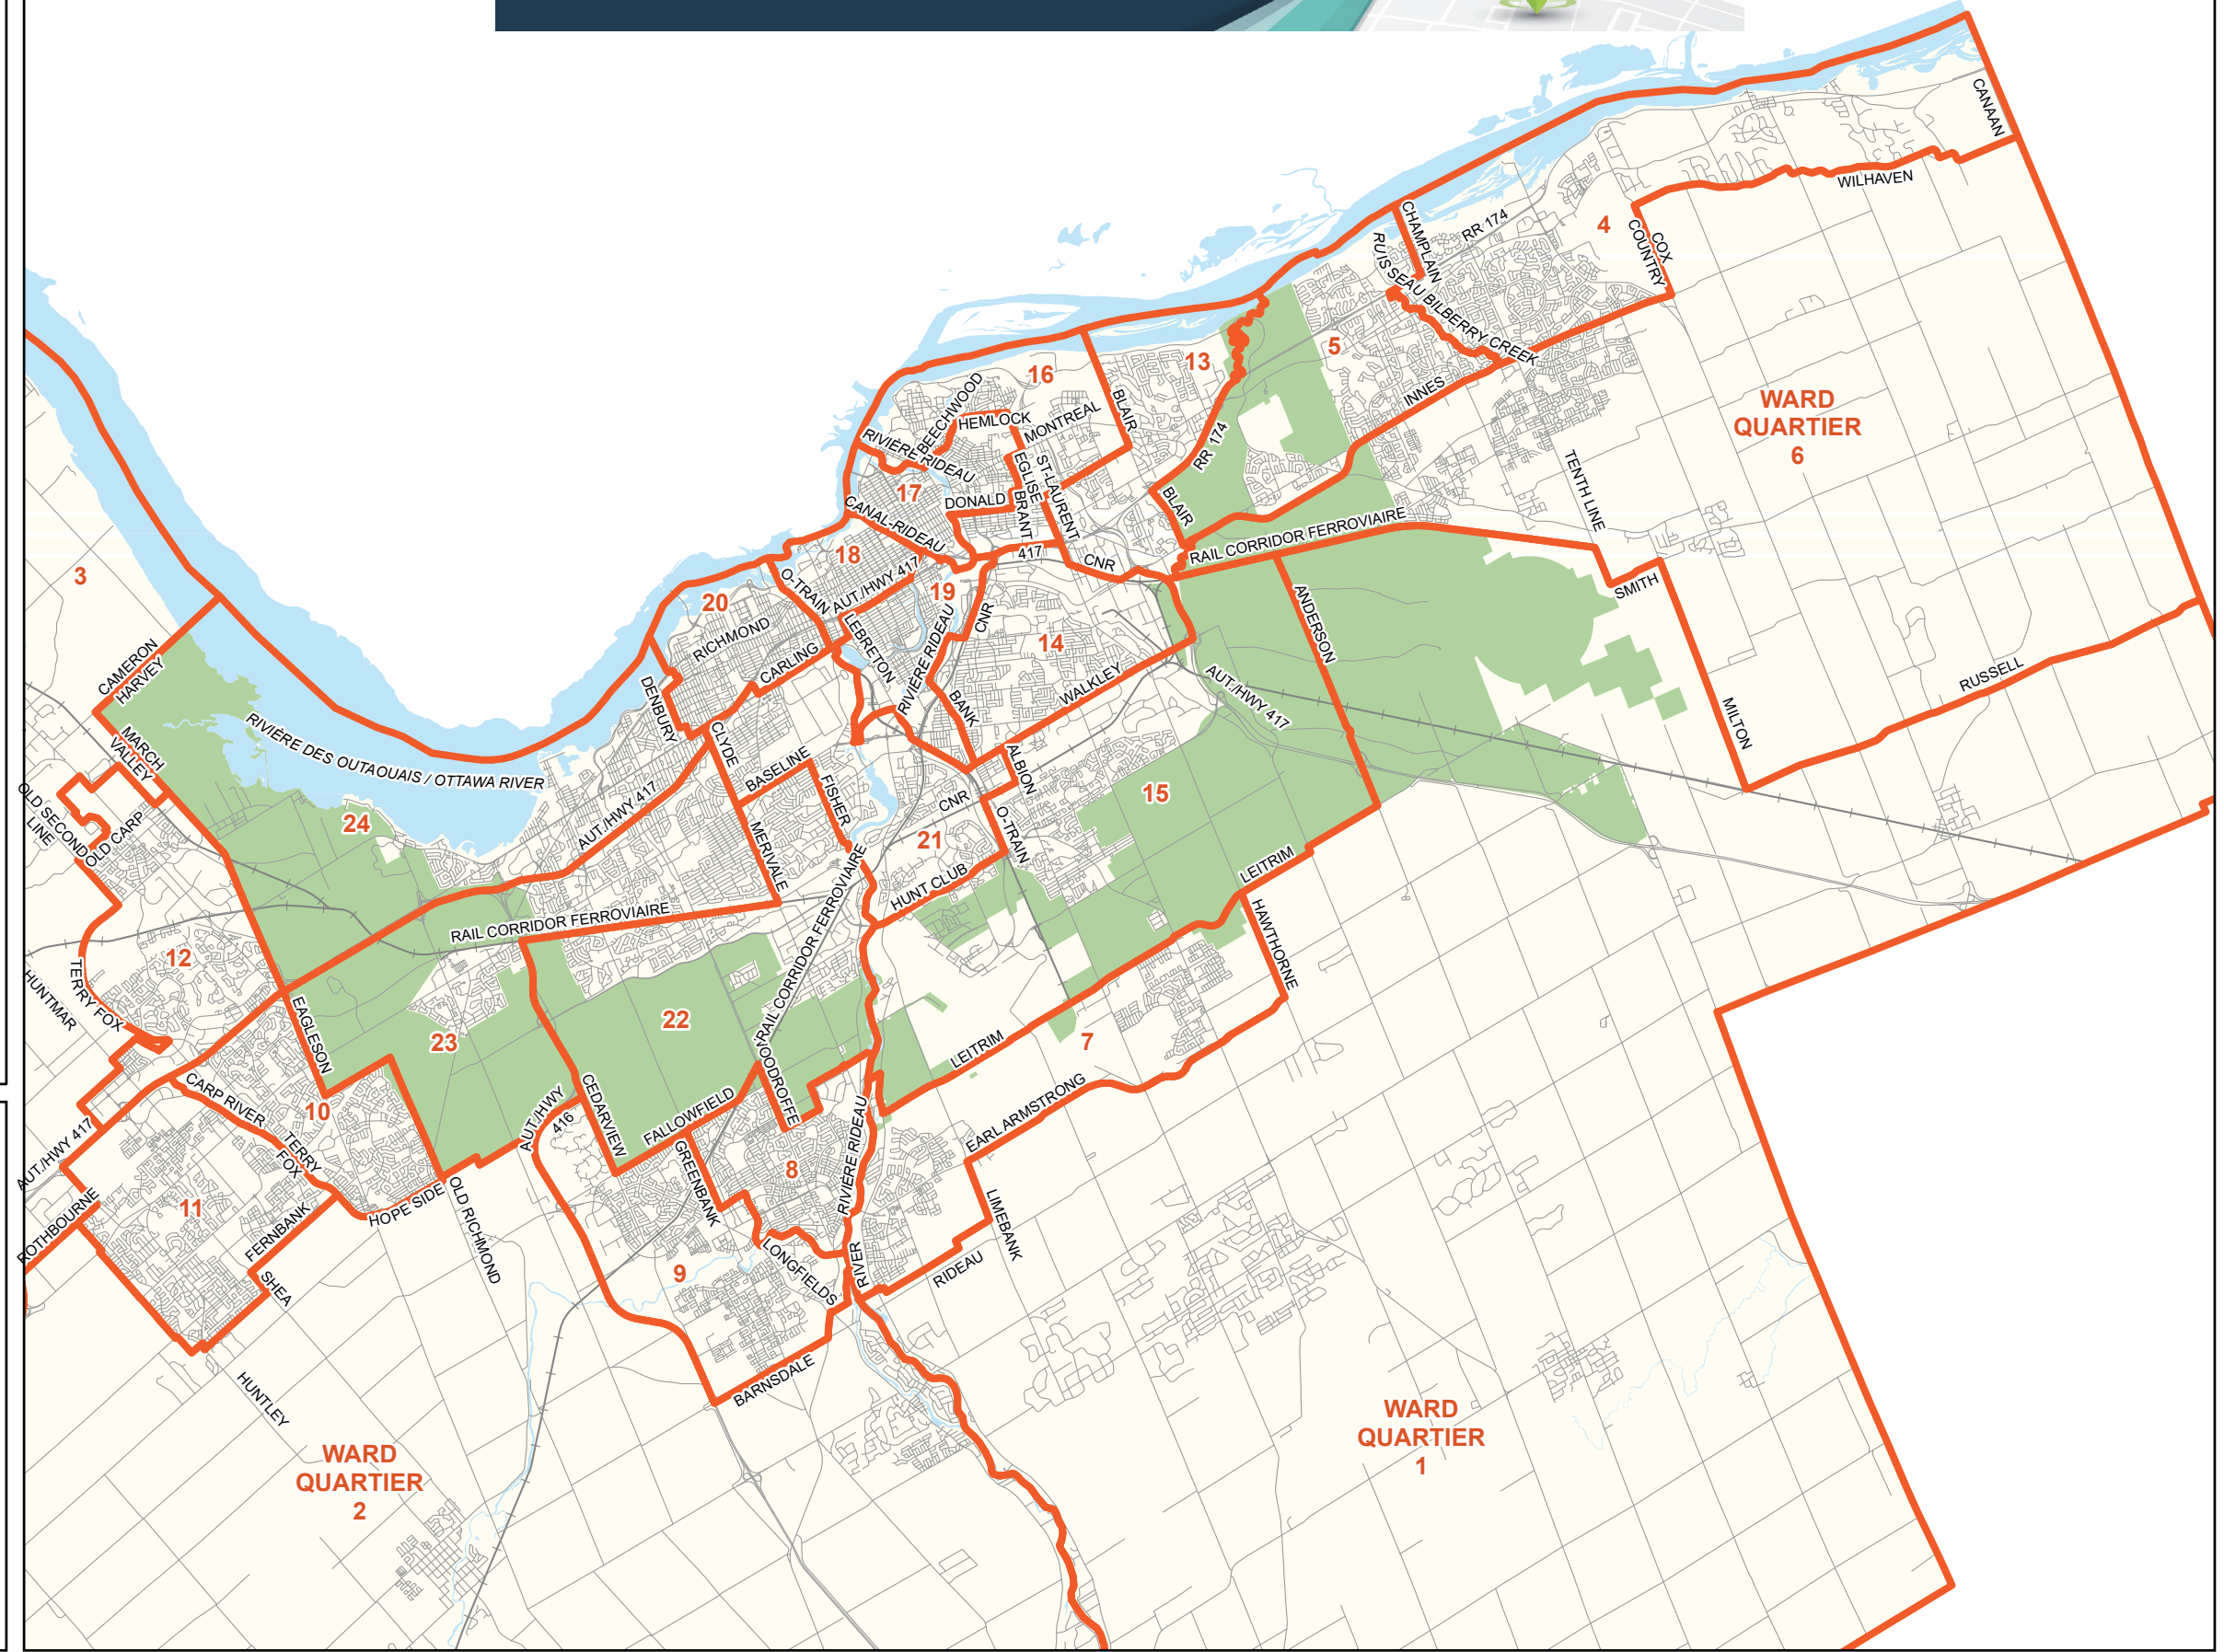 CANAAN
WILHAVEN
CHAMPLAIN
RR 174
4
COX
COUNTRY
RUISSEAU BILBERRY CREEK
5
13
16
BEECHWOOD
HEMLOCK
MONTREAL
BLAIR
INNES
WARD
QUARTIER
6
RIVIÈRE RIDEAU
EGLISE
ST-LAURENT
RR 174
17
DONALD
BRANT
BLAIR
TENTH LINE
CANAL-RIDEAU
RAIL CORRIDOR FERROVIAIRE
18
417
CNR
3
O-TRAIN
AUT./HWY 417
19
SMITH
20
CNR
ANDERSON
RICHMOND
LEBRETON
RIVIÈRE RIDEAU
14
CARLING
CAMERON
HARVEY
DENBURY
WALKLEY
RUSSELL
AUT./HWY 417
MILTON
MARCH
VALLEY
RIVIÈRE DES OUTAOUAIS / OTTAWA RIVER
CLYDE
BANK
BASELINE
ALBION
OLD SECOND
LINE
OLD CARP
24
AUT./HWY 417
FISHER
CNR
15
MERIVALE
21
O-TRAIN
LEITRIM
HUNT CLUB
RAIL CORRIDOR FERROVIAIRE
RAIL CORRIDOR FERROVIAIRE
HAWTHORNE
12
TERRY FOX
HUNTMAR
EAGLESON
22
23
7
LEITRIM
WOODROFFE
CARP RIVER
10
AUT./HWY
416
CEDARVIEW
FALLOWFIELD
EARL ARMSTRONG
AUT./HWY 417
TERRY
FOX
GREENBANK
8
RIVIÈRE RIDEAU
ROTHBOURNE
11
HOPE SIDE
OLD RICHMOND
LIMEBANK
FERNBANK
SHEA
9
LONGFIELDS
RIVER
RIDEAU
HUNTLEY
BARNSDALE
WARD
QUARTIER
1
WARD
QUARTIER
2